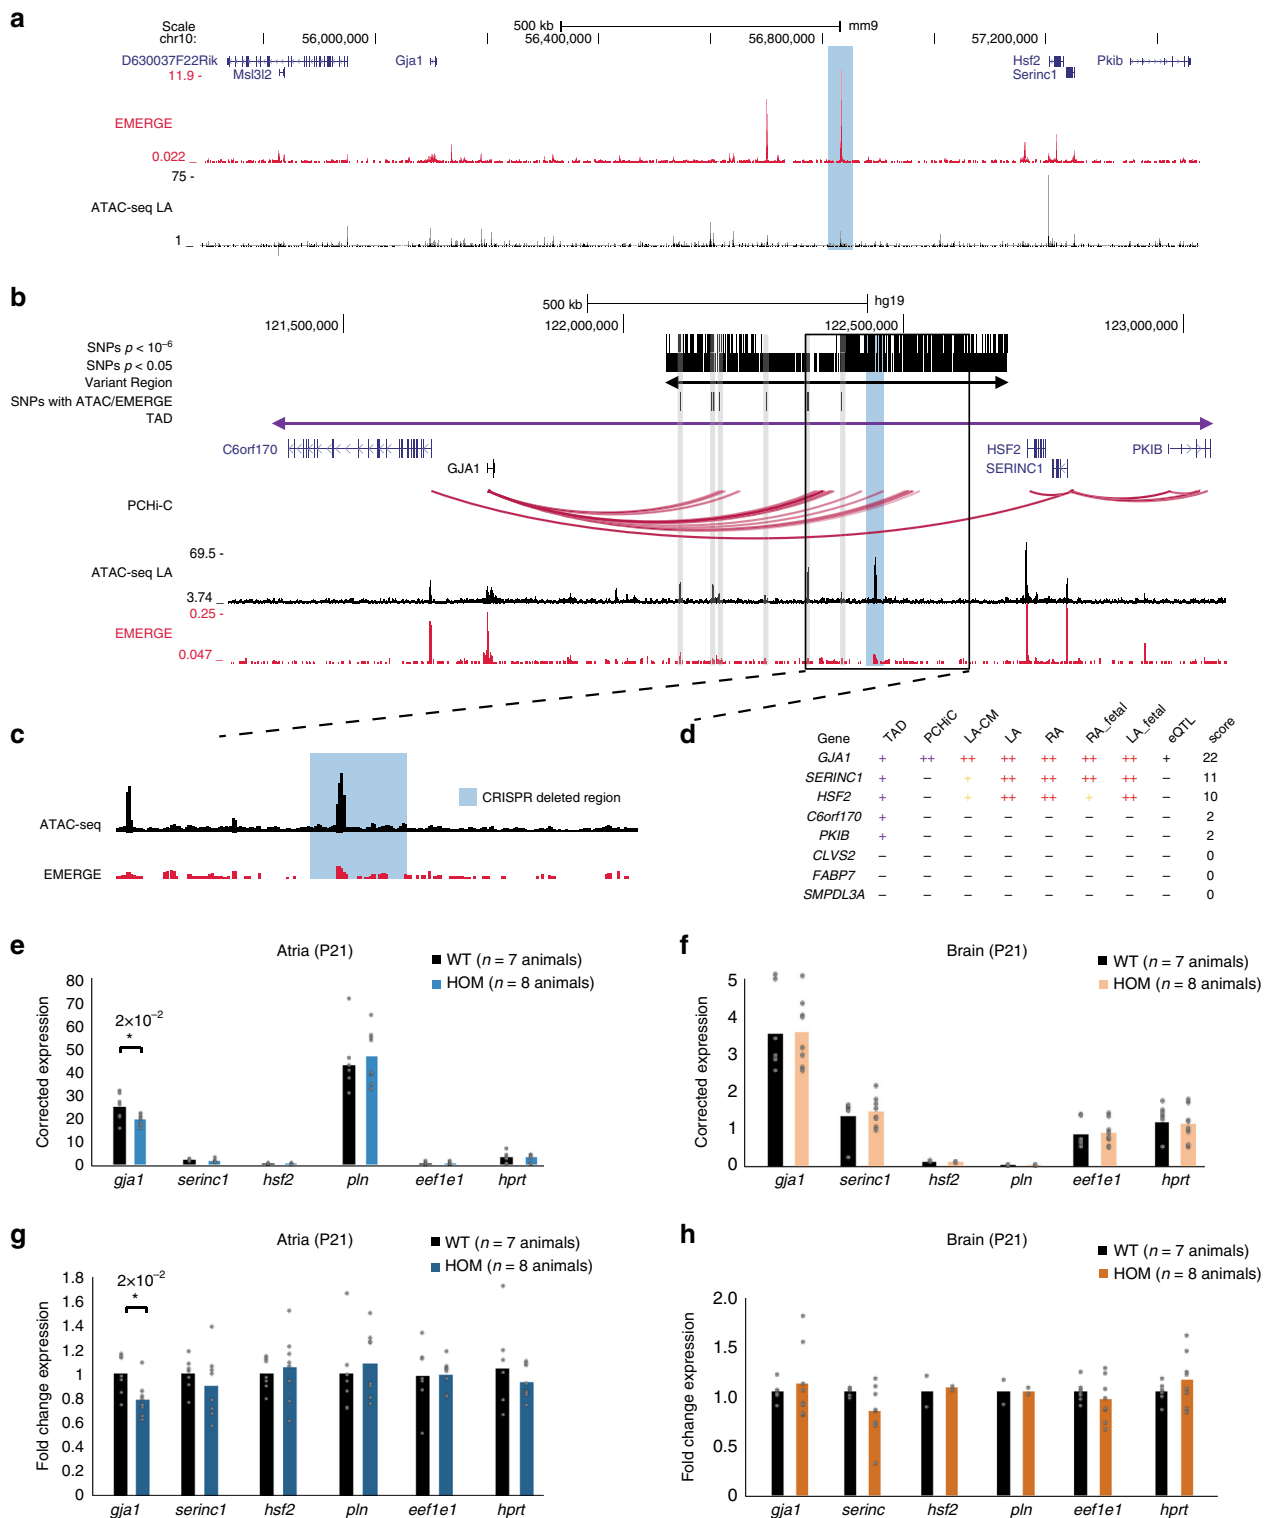 a
Scale 500 kb mm9
chr10: 56,000,000 56,400,000 56,800,000 57,200,000
D630037F22Rik Gja1 Hsf2 Pkib
11.9 - Msl3l2 Serinc1
EMERGE
0.022 _
75 -
ATAC-seq LA
1 _
b
500 kb hg19
121,500,000 122,000,000 122,500,000 123,000,000
SNPs p < 10–6
SNPs p < 0.05
Variant Region
SNPs with ATAC/EMERGE
TAD
C6orf170 HSF2 PKIB
GJA1 SERINC1
PCHi-C
69.5 -
ATAC-seq LA
3.74 _
0.25 -
EMERGE
0.047 _
c
CRISPR deleted region
ATAC-seq
EMERGE
d
Gene TAD PCHiC LA-CM LA RA RA_fetal LA_fetal eQTL score
GJA1 + ++ ++ ++ ++ ++ ++ + 22
SERINC1 + – + ++ ++ ++ ++ – 11
HSF2 + – + ++ ++ + ++ – 10
C6orf170 + – – – – – – – 2
PKIB + – – – – – – – 2
CLVS2 – – – – – – – – 0
FABP7 – – – – – – – – 0
SMPDL3A – – – – – – – – 0
e
Atria (P21)
WT (n = 7 animals)
HOM (n = 8 animals)
Corrected expression
80
70
60
50
40
30
20
10
0
2×10–2
*
gja1 serinc1 hsf2 pln eef1e1 hprt
f
Brain (P21)
WT (n = 7 animals)
HOM (n = 8 animals)
Corrected expression
5
4
3
2
1
0
gja1 serinc1 hsf2 pln eef1e1 hprt
g
Atria (P21)
WT (n = 7 animals)
HOM (n = 8 animals)
Fold change expression
1.8
1.6
1.4
1.2
1
0.8
0.6
0.4
0.2
0
2×10–2
*
gja1 serinc1 hsf2 pln eef1e1 hprt
h
Brain (P21)
WT (n = 7 animals)
HOM (n = 8 animals)
Fold change expression
2.0
1.5
1.0
0.5
0
gja1 serinc hsf2 pln eef1e1 hprt